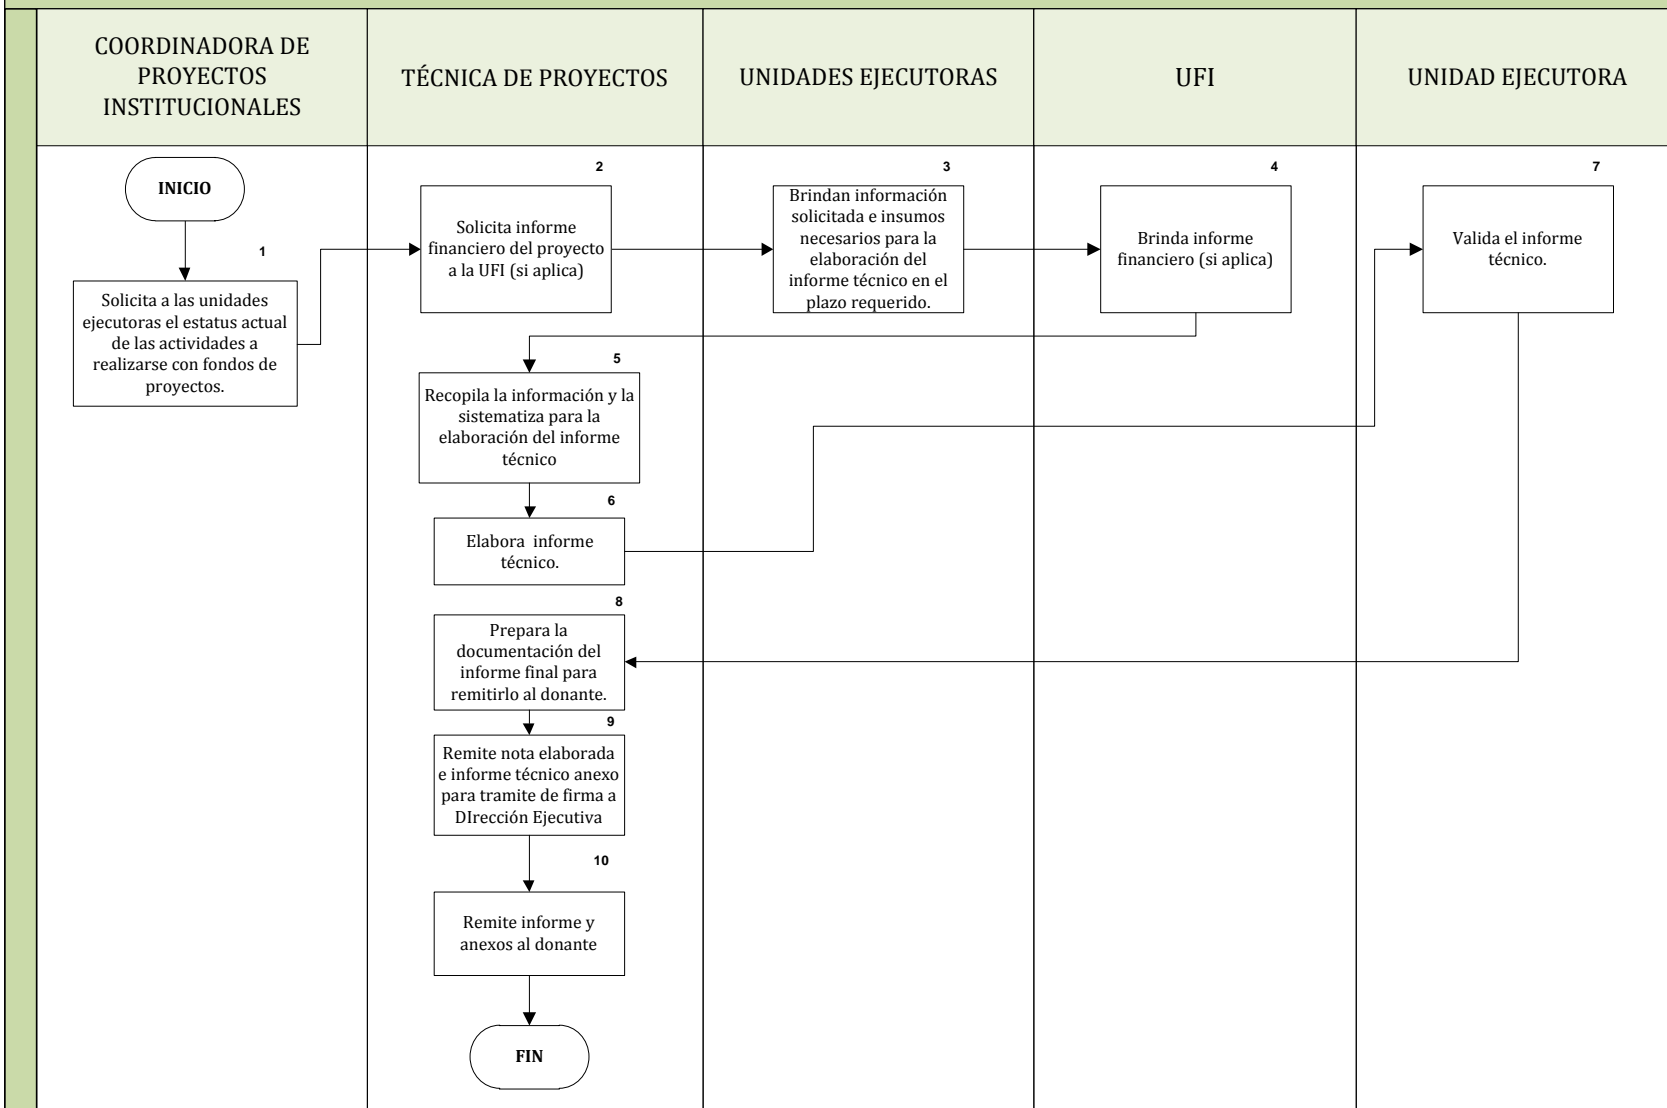 COORDINADORA DE
PROYECTOS
INSTITUCIONALES
TÉCNICA DE PROYECTOS
UNIDADES EJECUTORAS
UFI
UNIDAD EJECUTORA
INICIO
1
Solicita a las unidades
ejecutoras el estatus actual
de las actividades a
realizarse con fondos de
proyectos.
2
Solicita informe
financiero del proyecto
a la UFI (si aplica)
3
Brindan información
solicitada e insumos
necesarios para la
elaboración del
informe técnico en el
plazo requerido.
4
Brinda informe
financiero (si aplica)
5
Recopila la información y la
sistematiza para la
elaboración del informe
técnico
6
Elabora  informe
técnico.
7
Valida el informe
técnico.
8
Prepara la
documentación del
informe final para
remitirlo al donante.
9
Remite nota elaborada
e informe técnico anexo
para tramite de firma a
DIrección Ejecutiva
10
Remite informe y
anexos al donante
FIN